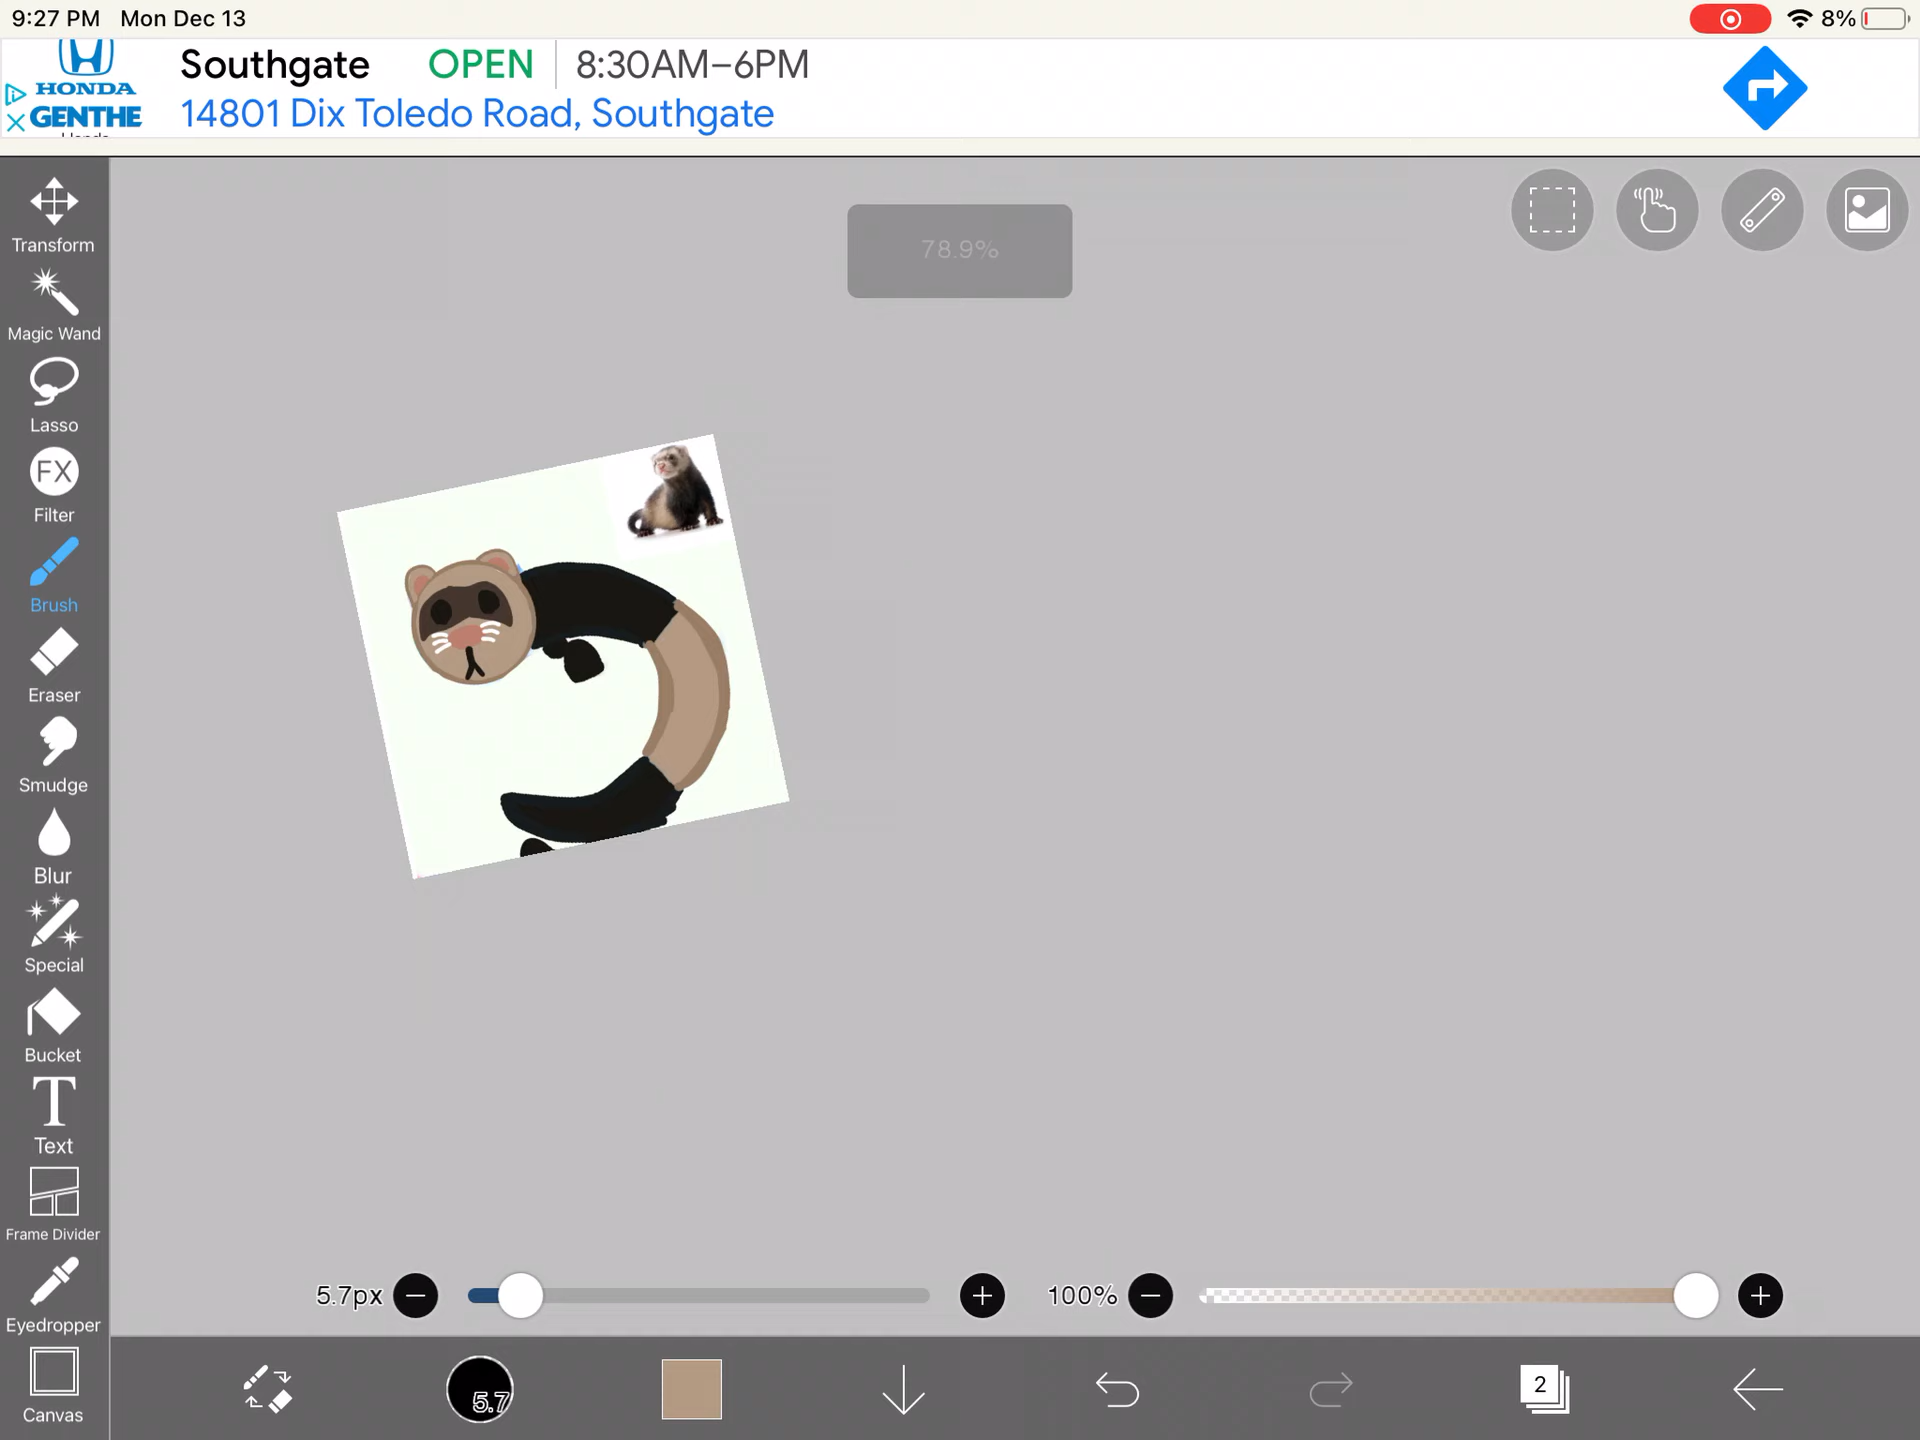 9:27 PM Mon Dec 13
8%
HONDA
GENTHE
Southgate OPEN 8:30AM–6PM
14801 Dix Toledo Road, Southgate
78.9%
Transform
Magic Wand
Lasso
FX
Filter
Brush
Eraser
Smudge
Blur
Special
Bucket
T
Text
Frame Divider
Eyedropper
Canvas
5.7px
100%
5.7
2